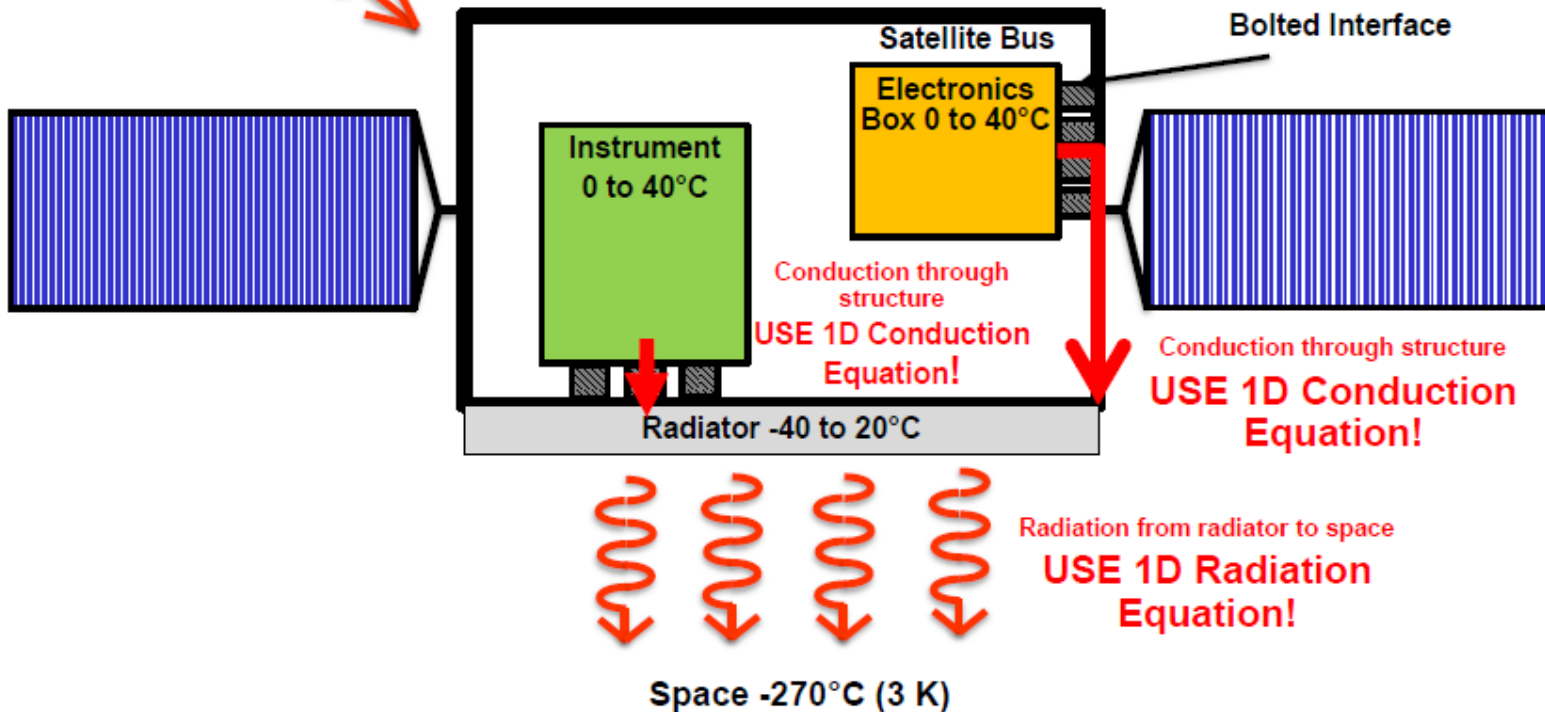 Satellite Bus
Bolted Interface
Electronics
Box 0 to 40°C
Instrument
0 to 40°C
Conduction through
structure
USE 1D Conduction
Equation!
Conduction through structure
USE 1D Conduction
Equation!
Radiator -40 to 20°C
Radiation from radiator to space
USE 1D Radiation
Equation!
Space -270°C (3 K)